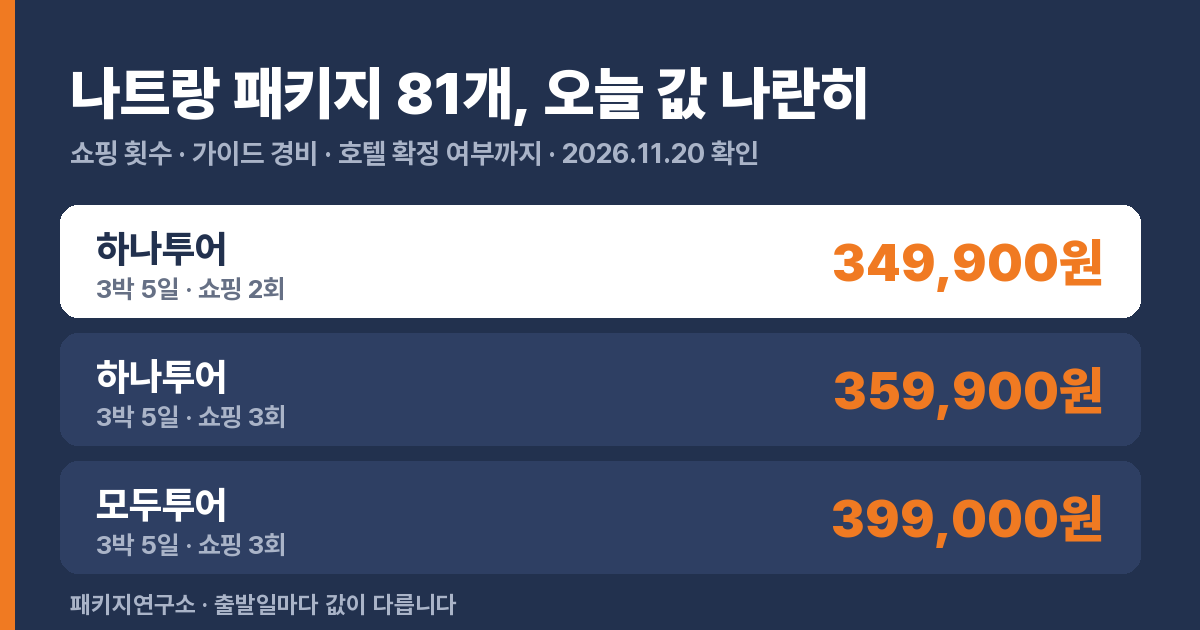 나트랑 패키지 81개, 오늘 값 나란히
쇼핑 횟수 · 가이드 경비 · 호텔 확정 여부까지 · 2026.11.20 확인
하나투어
3박 5일 · 쇼핑 2회
349,900원
하나투어
3박 5일 · 쇼핑 3회
359,900원
모두투어
3박 5일 · 쇼핑 3회
399,000원
패키지연구소 · 출발일마다 값이 다릅니다